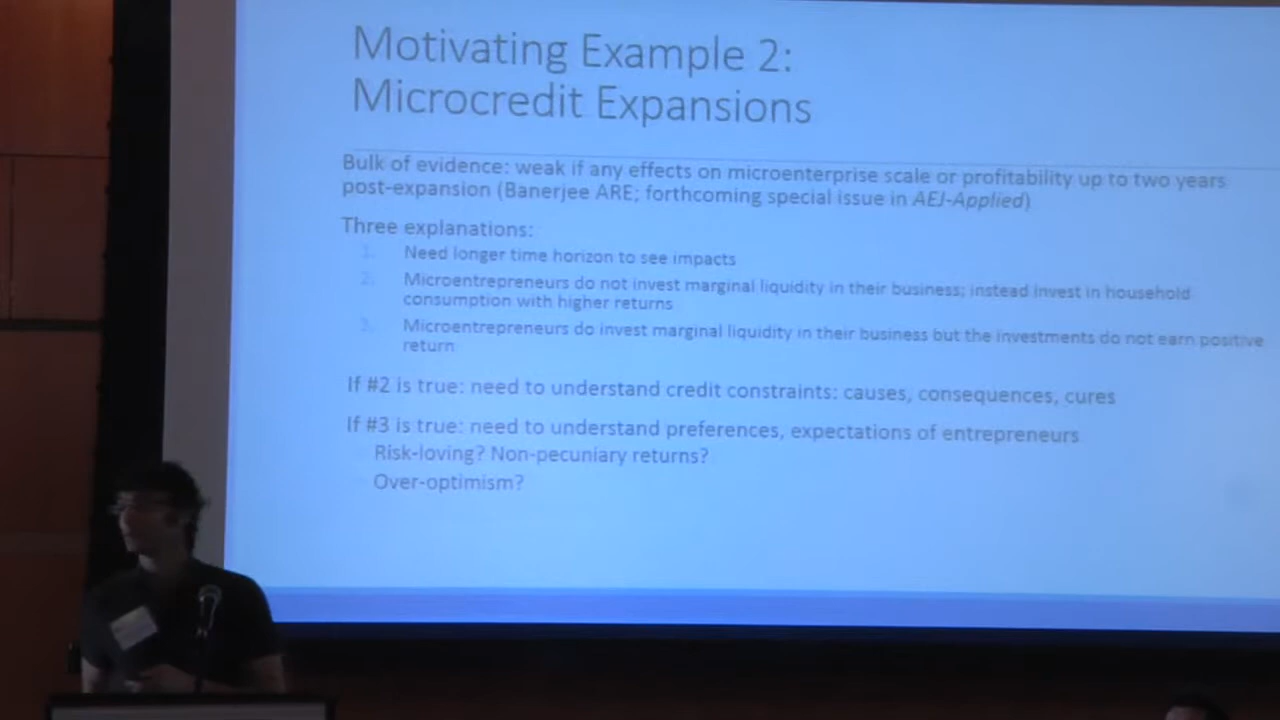 Motivating Example 2:
Microcredit Expansions
Bulk of evidence: weak if any effects on microenterprise scale or profitability up to two years
post-expansion (Banerjee ARE; forthcoming special issue in AEJ-Applied)
Three explanations:
1. Need longer time horizon to see impacts
2. Microentrepreneurs do not invest marginal liquidity in their business; instead invest in household
consumption with higher returns
3. Microentrepreneurs do invest marginal liquidity in their business but the investments do not earn positive
return
If #2 is true: need to understand credit constraints: causes, consequences, cures
If #3 is true: need to understand preferences, expectations of entrepreneurs
Risk-loving? Non-pecuniary returns?
Over-optimism?